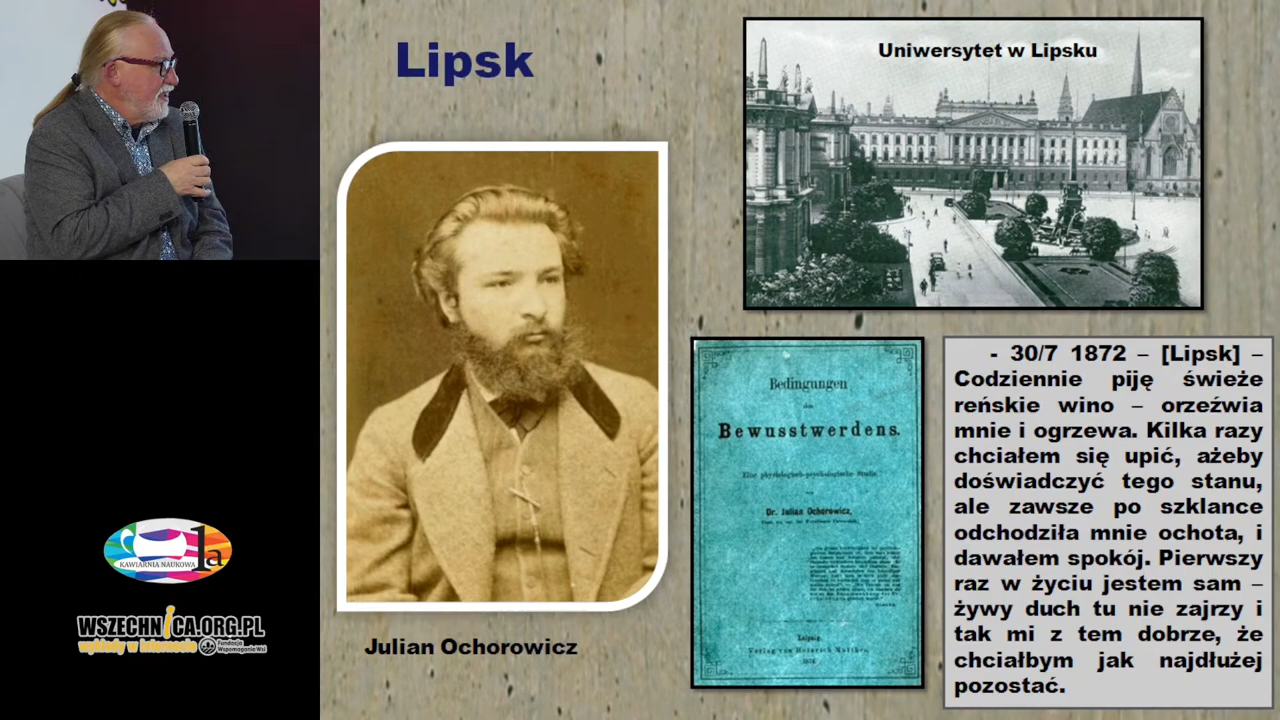 Lipsk
Uniwersytet w Lipsku
Julian Ochorowicz
Bedingungen
des
Bewusstwerdens.
Eine physiologisch-psychologische Studie
von
Dr. Julian Ochorowicz,
Leipzig.
Verlag von Heinrich Matthes.
- 30/7 1872 – [Lipsk] –
Codziennie piję świeże
reńskie wino – orzeźwia
mnie i ogrzewa. Kilka razy
chciałem się upić, ażeby
doświadczyć tego stanu,
ale zawsze po szklance
odchodziła mnie ochota, i
dawałem spokój. Pierwszy
raz w życiu jestem sam –
żywy duch tu nie zajrzy i
tak mi z tem dobrze, że
chciałbym jak najdłużej
pozostać.
1a
KAWIARNIA NAUKOWA
WSZECHNICA.ORG.PL
wykłady w internecie
Fundacja
Wspomagania Wsi